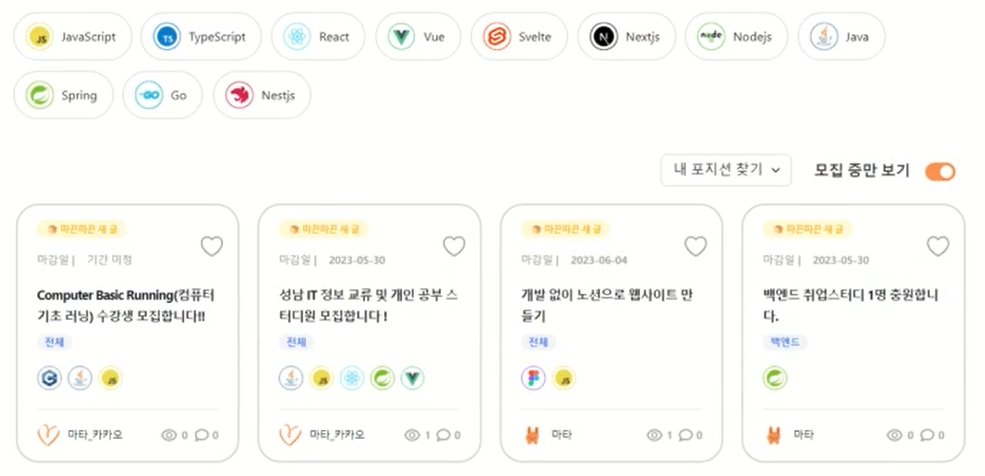 JavaScript TypeScript React Vue Svelte Nextjs Nodejs Java
Spring Go Nestjs
내 포지션 찾기 모집 중만 보기
따끈따끈 새 글
마감일 | 기간 미정
Computer Basic Running(컴퓨터
기초 러닝) 수강생 모집합니다!!
전체
JS
마타_카카오 0 0
따끈따끈 새 글
마감일 | 2023-05-30
성남 IT 정보 교류 및 개인 공부 스
터디원 모집합니다 !
전체
JS
마타_카카오 1 0
따끈따끈 새 글
마감일 | 2023-06-04
개발 없이 노션으로 웹사이트 만
들기
전체
JS
마타 1 0
따끈따끈 새 글
마감일 | 2023-05-30
백엔드 취업스터디 1명 충원합니
다.
백엔드
마타 0 0